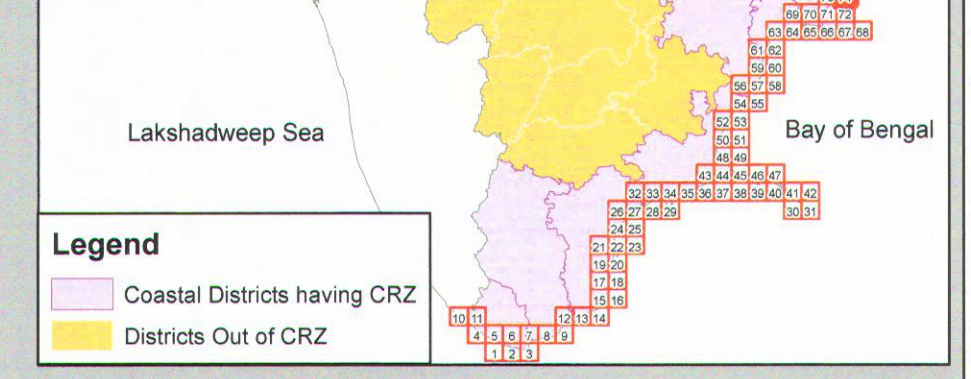 69 70 71 72
63 64 65 66 67 68
61 62
59 60
56 57 58
54 55
52 53
Lakshadweep Sea
Bay of Bengal
50 51
48 49
43 44 45 46 47
32 33 34 35 36 37 38 39 40 41 42
26 27 28 29 30 31
24 25
Legend
21 22 23
19 20
17 18
Coastal Districts having CRZ
15 16
10 11 12 13 14
4 5 6 7 8 9
Districts Out of CRZ
1 2 3